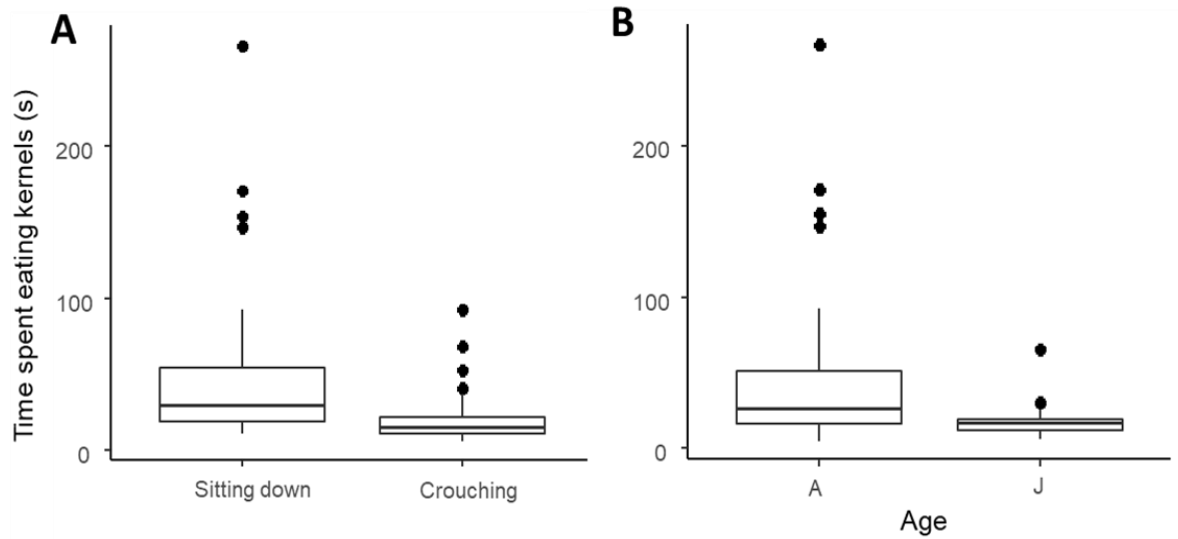 A
Time spent eating kernels (s)
200
100
0
Sitting down Crouching
B
200
100
0
A J
Age